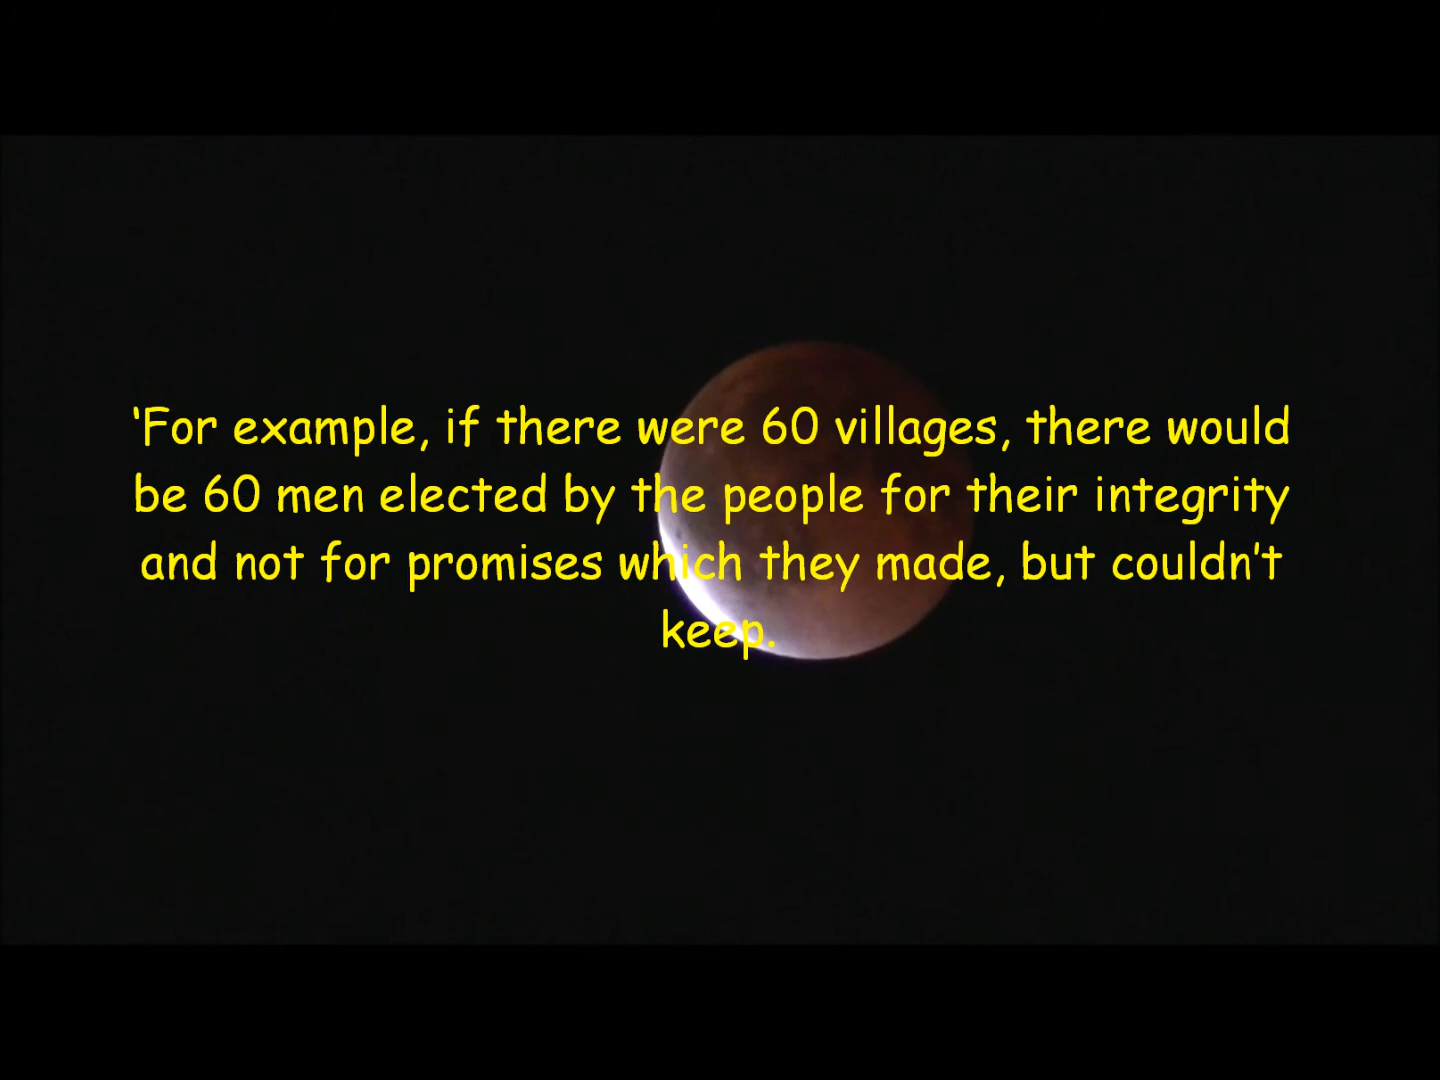 ‘For example, if there were 60 villages, there would
be 60 men elected by the people for their integrity
and not for promises which they made, but couldn’t
keep.